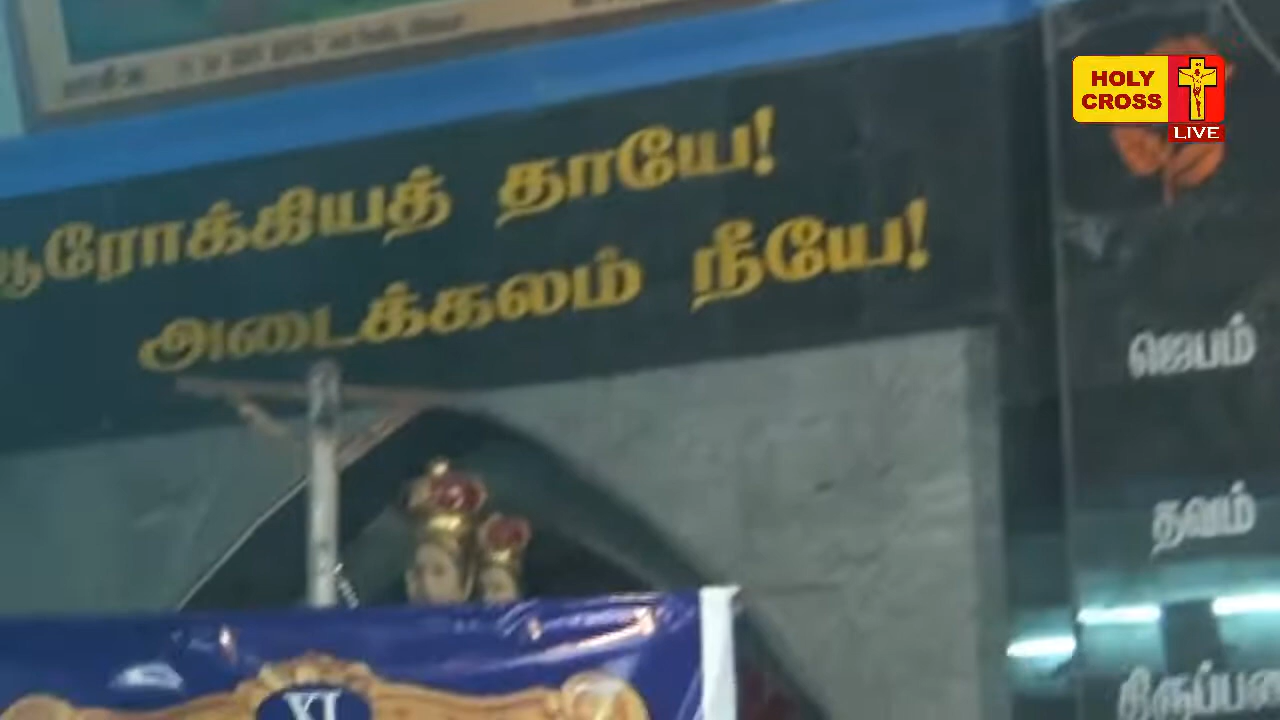 HOLY
CROSS
LIVE
ஆரோக்கியத் தாயே!
அடைக்கலம் நீயே!
ஜெபம்
தவம்
XI